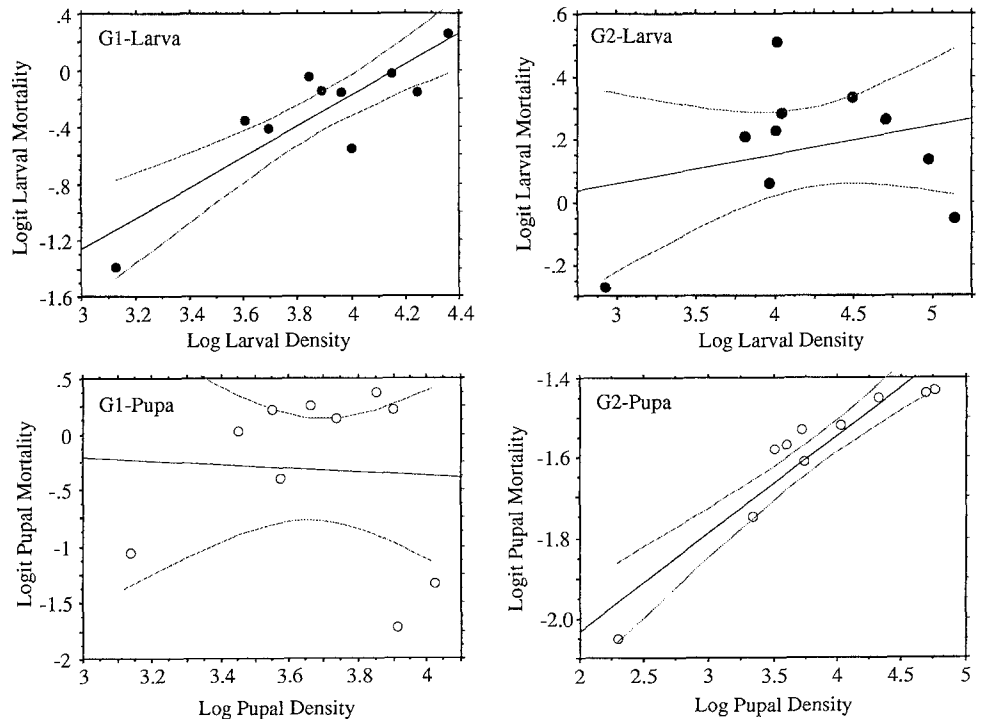 G1-Larva
Logit Larval Mortality
.4
0
-.4
-.8
-1.2
-1.6
3 3.2 3.4 3.6 3.8 4 4.2 4.4
Log Larval Density
G2-Larva
Logit Larval Mortality
.6
.4
.2
0
-.2
3 3.5 4 4.5 5
Log Larval Density
G1-Pupa
Logit Pupal Mortality
.5
0
-.5
-1
-1.5
-2
3 3.2 3.4 3.6 3.8 4
Log Pupal Density
G2-Pupa
Logit Pupal Mortality
-1.4
-1.6
-1.8
-2.0
2 2.5 3 3.5 4 4.5 5
Log Pupal Density